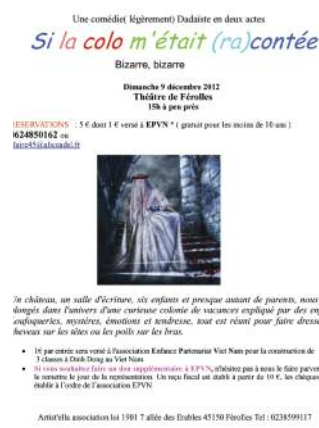 Une comédie( légèrement) Dadaïste en deux actes
Si la colo m'était (ra)contée
Bizarre, bizarre
Dimanche 9 décembre 2012
Théâtre de Férolles
15h à peu près
RESERVATIONS : 5 € dont 1 € versé à EPVN * ( gratuit pour les moins de 10 ans )
0624850162 ou
Un château, un salle d'écriture, six enfants et presque autant de parents, nous
plongés dans l'univers d'une curieuse colonie de vacances expliqué par des en
Loufoqueries, mystères, émotions et tendresse, tout est réuni pour faire dresse
cheveux sur les têtes ou les poils sur les bras.
• 1€ par entrée sera versé à l'association Enfance Partenariat Viet Nam pour la construction de
3 classes à Dinh Dong au Viet Nam
• Si vous souhaitez faire un don supplémentaire à EPVN, n'hésitez pas à nous le faire parven
le remettre le jour de la représentation. Un reçu fiscal est établi à partir de 10 €, les chèques
établir à l'ordre de l'association EPVN
Artist'ella association loi 1901 7 allée des Erables 45150 Férolles Tel : 0238599117